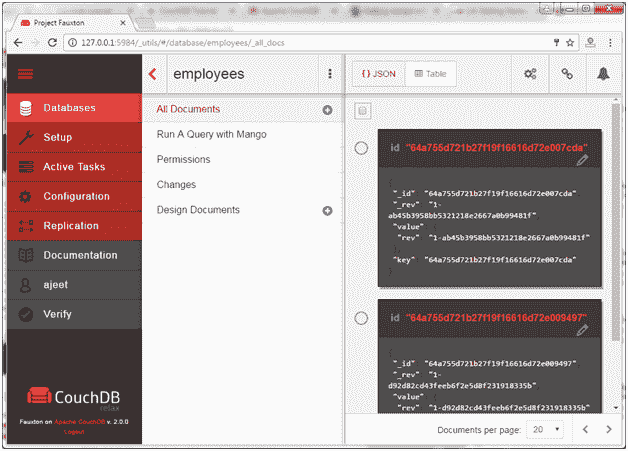 Project Fauxton
127.0.0.1:5984/_utils/#/database/employees/_all_docs
employees
{ } JSON
Table
Databases
Setup
Active Tasks
Configuration
Replication
Documentation
ajeet
Verify
CouchDB
relax
Fauxton on Apache CouchDB v. 2.0.0
Logout
All Documents
Run A Query with Mango
Permissions
Changes
Design Documents
id "64a755d721b27f19f16616d72e007cda"
{
"_id" "64a755d721b27f19f16616d72e007cda"
"_rev" "1-
ab45b3958bb5321218e2667a0b99481f"
"value" {
"rev" "1-ab45b3958bb5321218e2667a0b99481f"
}
"key" "64a755d721b27f19f16616d72e007cda"
}
id "64a755d721b27f19f16616d72e009497"
{
"_id" "64a755d721b27f19f16616d72e009497"
"_rev" "1-
d92d82cd43feeb6f2e5d8f231918335b"
"value" {
"rev" "1-d92d82cd43feeb6f2e5d8f231918335b"
Documents per page: 20